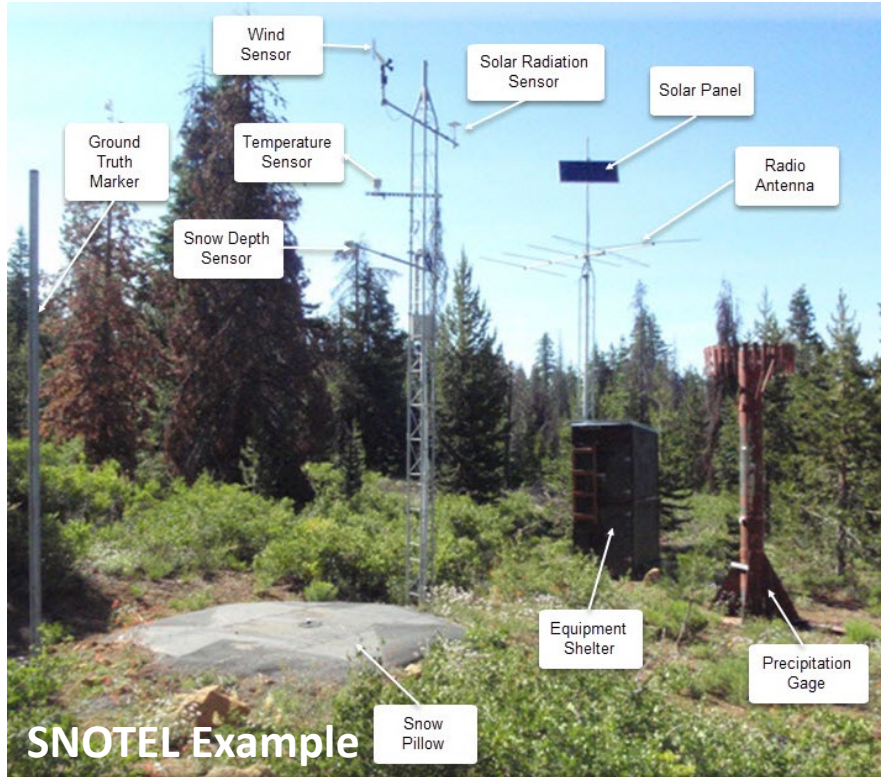 Wind
Sensor
Solar Radiation
Sensor
Solar Panel
Ground
Truth
Marker
Temperature
Sensor
Radio
Antenna
Snow Depth
Sensor
Equipment
Shelter
Precipitation
Gage
Snow
Pillow
SNOTEL Example